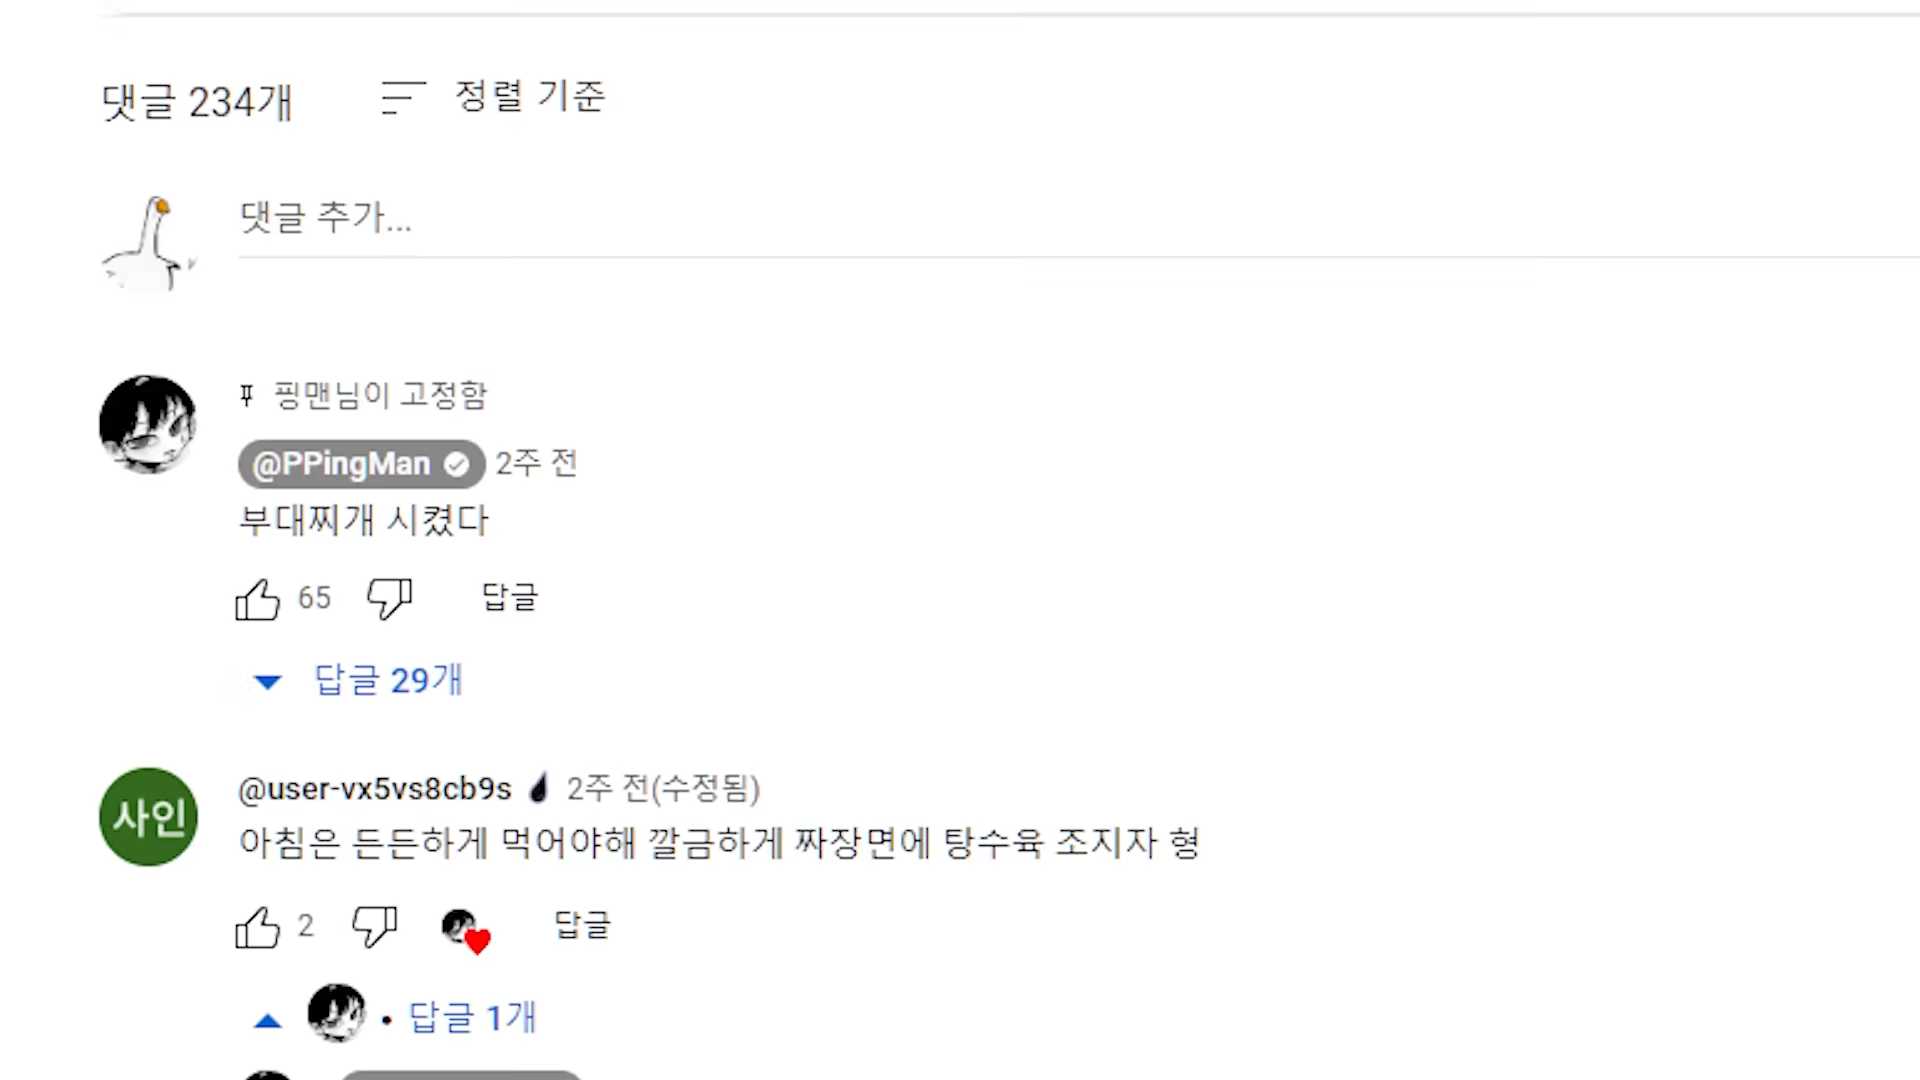 댓글 234개
정렬 기준
댓글 추가...
핑맨님이 고정함
@PPingMan 2주 전
부대찌개 시켰다
65 답글
답글 29개
사인
@user-vx5vs8cb9s 2주 전(수정됨)
아침은 든든하게 먹어야해 깔금하게 짜장면에 탕수육 조지자 형
2 답글
• 답글 1개